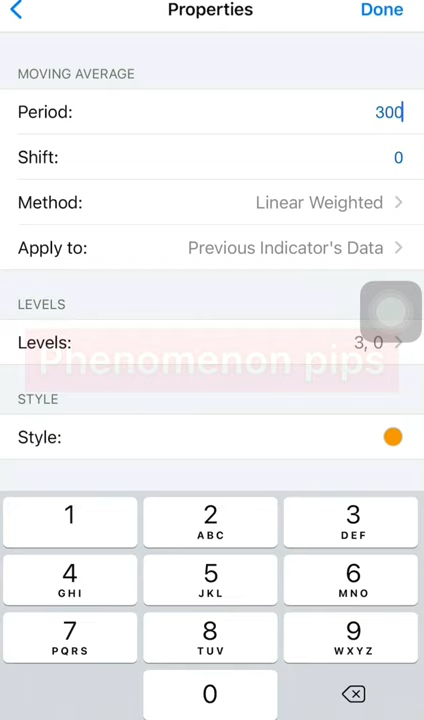 Properties
Done
MOVING AVERAGE
Period:
300
Shift:
0
Method:
Linear Weighted
Apply to:
Previous Indicator's Data
LEVELS
Levels:
3, 0
Phenomenon pips
STYLE
Style:
1
2
ABC
3
DEF
4
GHI
5
JKL
6
MNO
7
PQRS
8
TUV
9
WXYZ
0